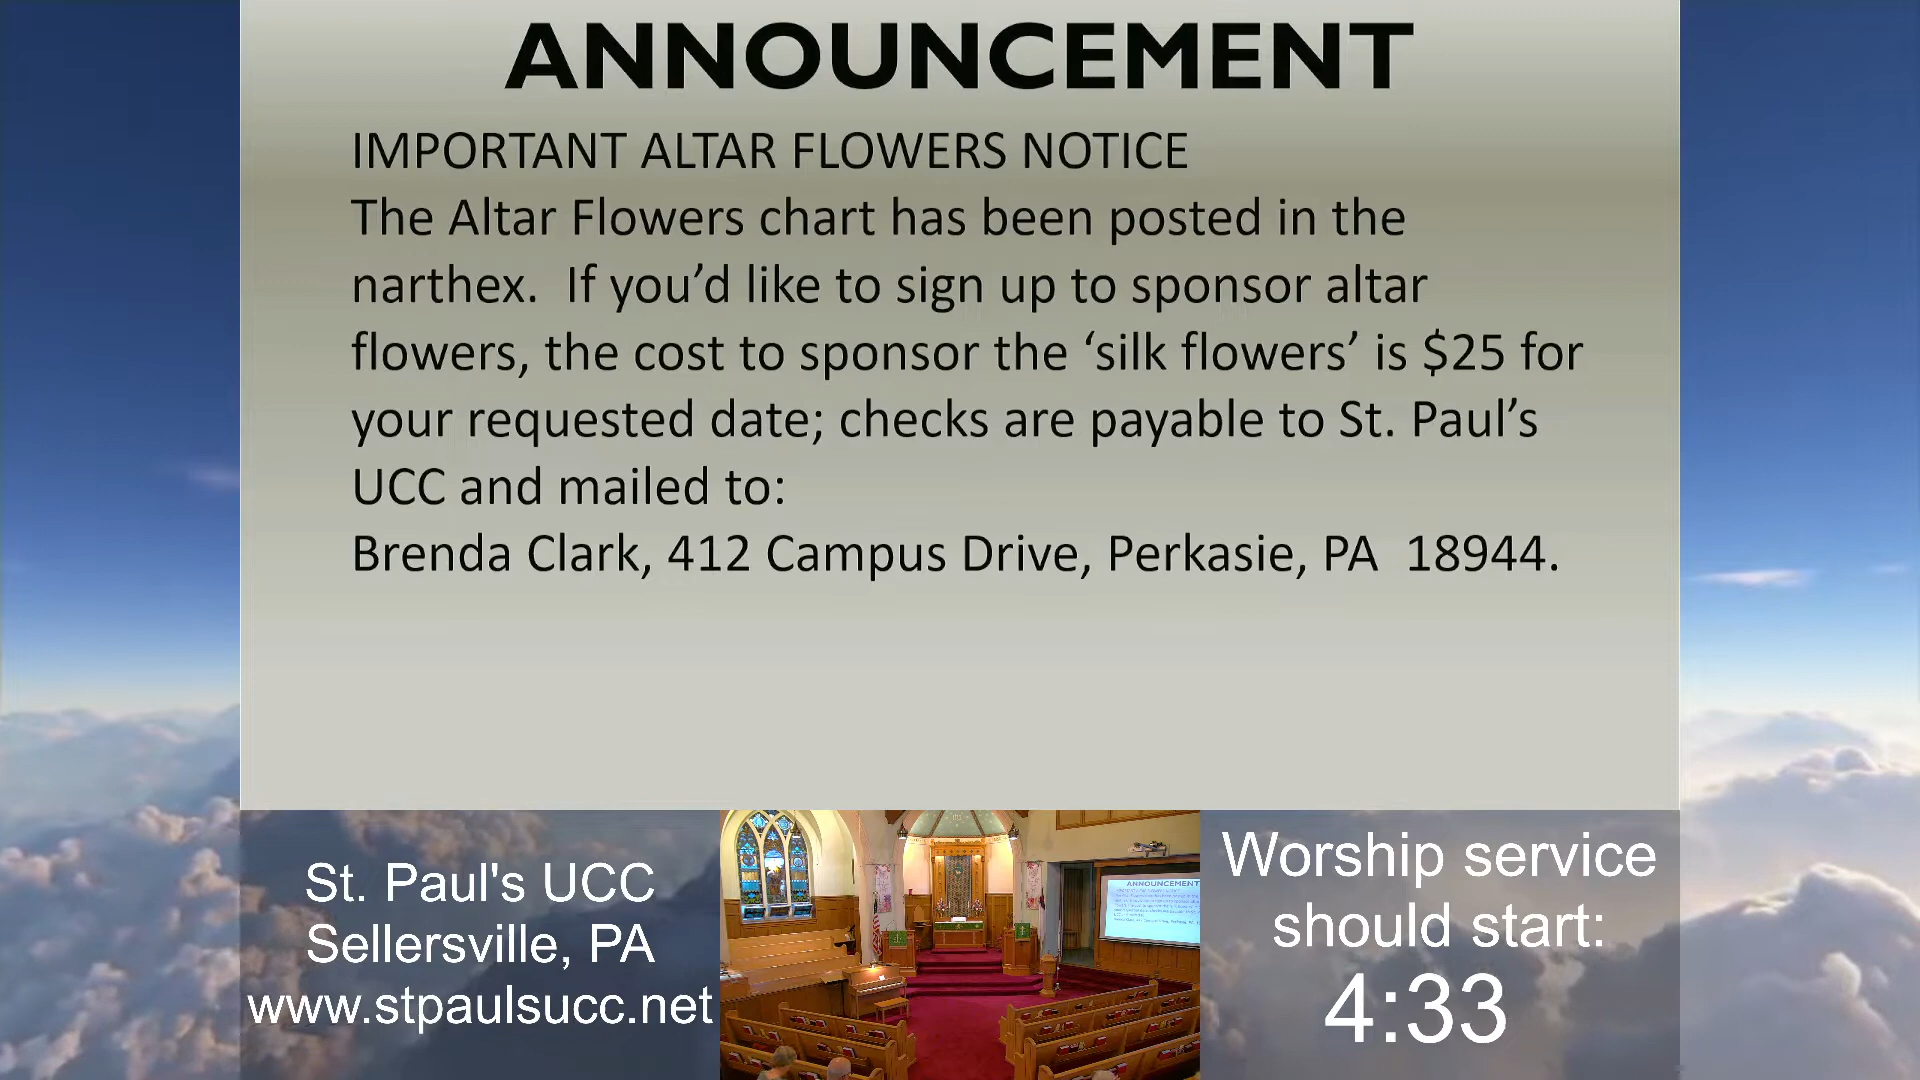 ANNOUNCEMENT
IMPORTANT ALTAR FLOWERS NOTICE
The Altar Flowers chart has been posted in the
narthex.  If you’d like to sign up to sponsor altar
flowers, the cost to sponsor the ‘silk flowers’ is $25 for
your requested date; checks are payable to St. Paul’s
UCC and mailed to:
Brenda Clark, 412 Campus Drive, Perkasie, PA  18944.
St. Paul's UCC
Sellersville, PA
www.stpaulsucc.net
ANNOUNCEMENT
Worship service
should start:
4:33